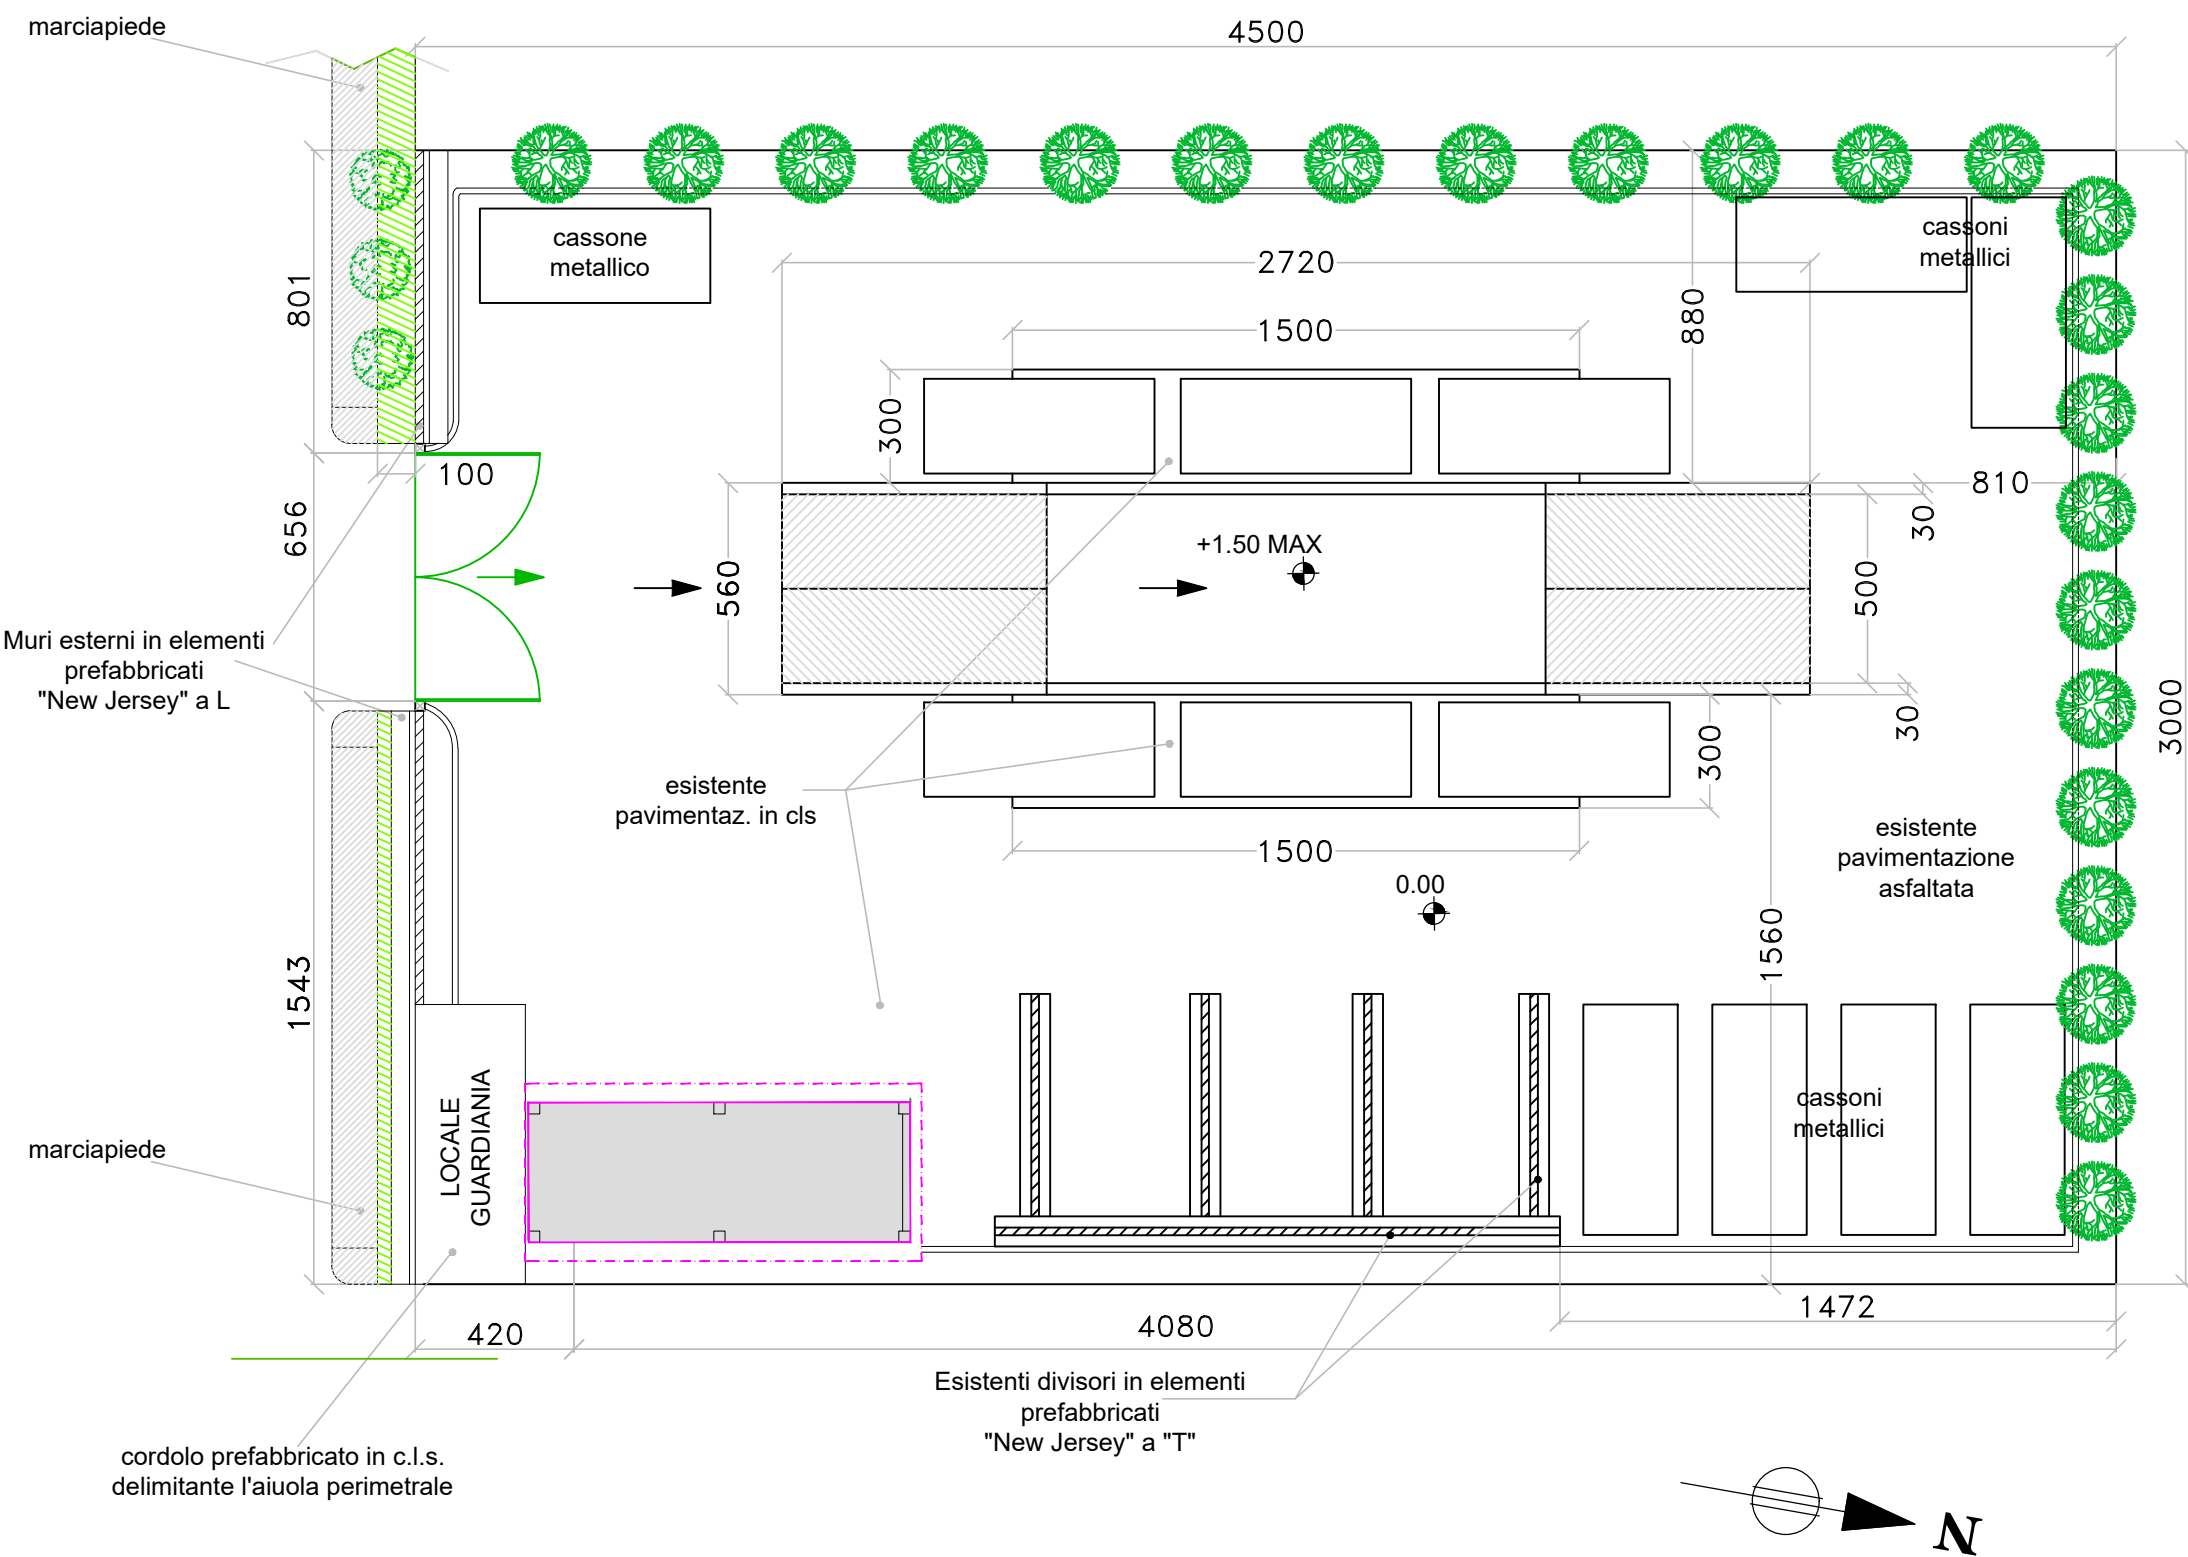 marciapiede
4500
cassone
metallico
cassoni
metallici
2720
801
880
1500
300
100
810
656
30
+1.50 MAX
560
500
Muri esterni in elementi
prefabbricati
"New Jersey" a L
30
3000
300
esistente
pavimentaz. in cls
esistente
pavimentazione
asfaltata
1500
0.00
1560
1543
LOCALE
GUARDIANIA
cassoni
metallici
marciapiede
1472
420
4080
Esistenti divisori in elementi
prefabbricati
"New Jersey" a "T"
cordolo prefabbricato in c.l.s.
delimitante l'aiuola perimetrale
N